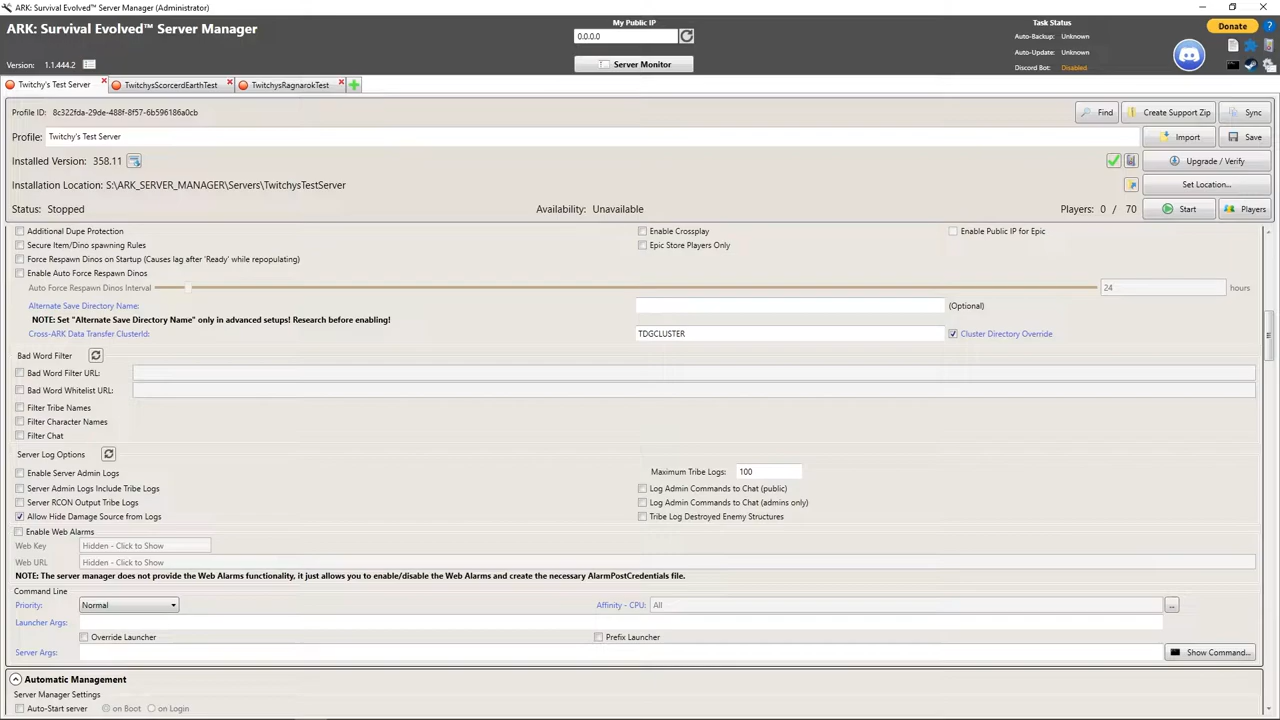 ARK: Survival Evolved™ Server Manager (Administrator)
ARK: Survival Evolved™ Server Manager
My Public IP
0.0.0.0
Server Monitor
Task Status
Auto-Backup: Unknown
Auto-Update: Unknown
Discord Bot: Disabled
Donate
?
Version: 1.1.444.2
Twitchy's Test Server
TwitchysScorcerdEarthTest
TwitchysRagnarokTest
Profile ID: 8c322fda-29de-488f-8f57-6b596186a0cb
Find
Create Support Zip
Sync
Profile: Twitchy's Test Server
Import
Save
Installed Version: 358.11
Upgrade / Verify
Installation Location: S:\ARK_SERVER_MANAGER\Servers\TwitchysTestServer
Set Location...
Status: Stopped
Availability: Unavailable
Players: 0 / 70
Start
Players
Additional Dupe Protection
Enable Crossplay
Enable Public IP for Epic
Secure Item/Dino spawning Rules
Epic Store Players Only
Force Respawn Dinos on Startup (Causes lag after 'Ready' while repopulating)
Enable Auto Force Respawn Dinos
Auto Force Respawn Dinos Interval
24 hours
Alternate Save Directory Name:
(Optional)
NOTE: Set "Alternate Save Directory Name" only in advanced setups! Research before enabling!
Cross-ARK Data Transfer ClusterId:
TDGCLUSTER
Cluster Directory Override
Bad Word Filter
Bad Word Filter URL:
Bad Word Whitelist URL:
Filter Tribe Names
Filter Character Names
Filter Chat
Server Log Options
Enable Server Admin Logs
Maximum Tribe Logs: 100
Server Admin Logs Include Tribe Logs
Log Admin Commands to Chat (public)
Server RCON Output Tribe Logs
Log Admin Commands to Chat (admins only)
Allow Hide Damage Source from Logs
Tribe Log Destroyed Enemy Structures
Enable Web Alarms
Web Key Hidden - Click to Show
Web URL Hidden - Click to Show
NOTE: The server manager does not provide the Web Alarms functionality, it just allows you to enable/disable the Web Alarms and create the necessary AlarmPostCredentials file.
Command Line
Priority: Normal
Affinity - CPU: All
...
Launcher Args:
Override Launcher
Prefix Launcher
Server Args:
Show Command...
Automatic Management
Server Manager Settings
Auto-Start server
on Boot
on Login